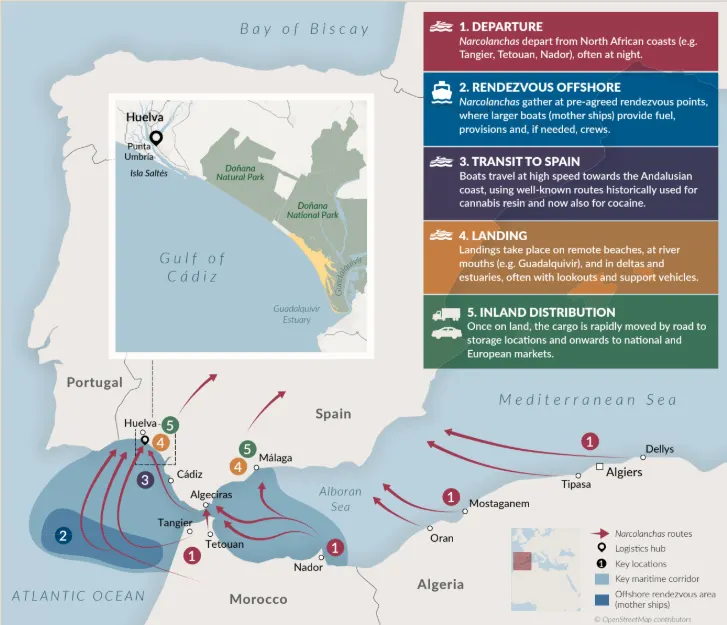 Bay of Biscay
1. DEPARTURE
Narcolanchas depart from North African coasts (e.g.
Tangier, Tetouan, Nador), often at night.
2. RENDEZVOUS OFFSHORE
Narcolanchas gather at pre-agreed rendezvous points,
where larger boats (mother ships) provide fuel,
provisions and, if needed, crews.
3. TRANSIT TO SPAIN
Boats travel at high speed towards the Andalusian
coast, using well-known routes historically used for
cannabis resin and now also for cocaine.
4. LANDING
Landings take place on remote beaches, at river
mouths (e.g. Guadalquivir), and in deltas and
estuaries, often with lookouts and support vehicles.
5. INLAND DISTRIBUTION
Once on land, the cargo is rapidly moved by road to
storage locations and onwards to national and
European markets.
Huelva
Punta
Umbria
Isla Saltés
Doñana
Natural Park
Doñana
National Park
Gulf of
Cádiz
Guadalquivir
Guadalquivir
Estuary
Portugal
Spain
Mediterranean Sea
Huelva
5
4
3
2
Cádiz
5
4
Málaga
Algeciras
Alboran
Sea
Tangier
1
Tetouan
1
Nador
1
Mostaganem
Oran
1
Dellys
Algiers
Tipasa
ATLANTIC OCEAN
Morocco
Algeria
Narcolanchas routes
Logistics hub
1
Key locations
Key maritime corridor
Offshore rendezvous area
(mother ships)
© OpenStreetMap contributors